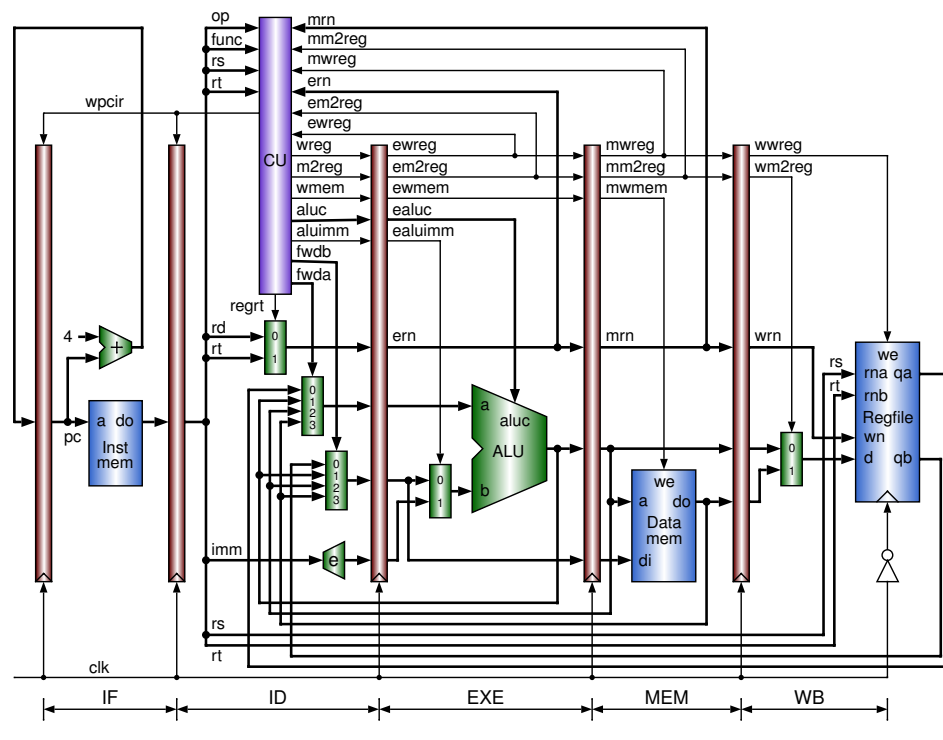 op mrn
func mm2reg
rs mwreg
rt ern
wpcir em2reg
ewreg
CU
wreg ewreg mwreg wwreg
m2reg em2reg mm2reg wm2reg
wmem ewmem mwmem
aluc ealuc
aluimm ealuimm
fwdb
fwda
regrt
rd 0 ern mrn wrn
rt 1
4 +
we
rs rna qa
rt rnb
Regfile
wn
d qb
pc
a do
Inst
mem
0
1
2
3
a
aluc
ALU
b
0
1
2
3
0
1
0
1
we
a do
Data
mem
di
imm e
rs
rt
clk
IF ID EXE MEM WB